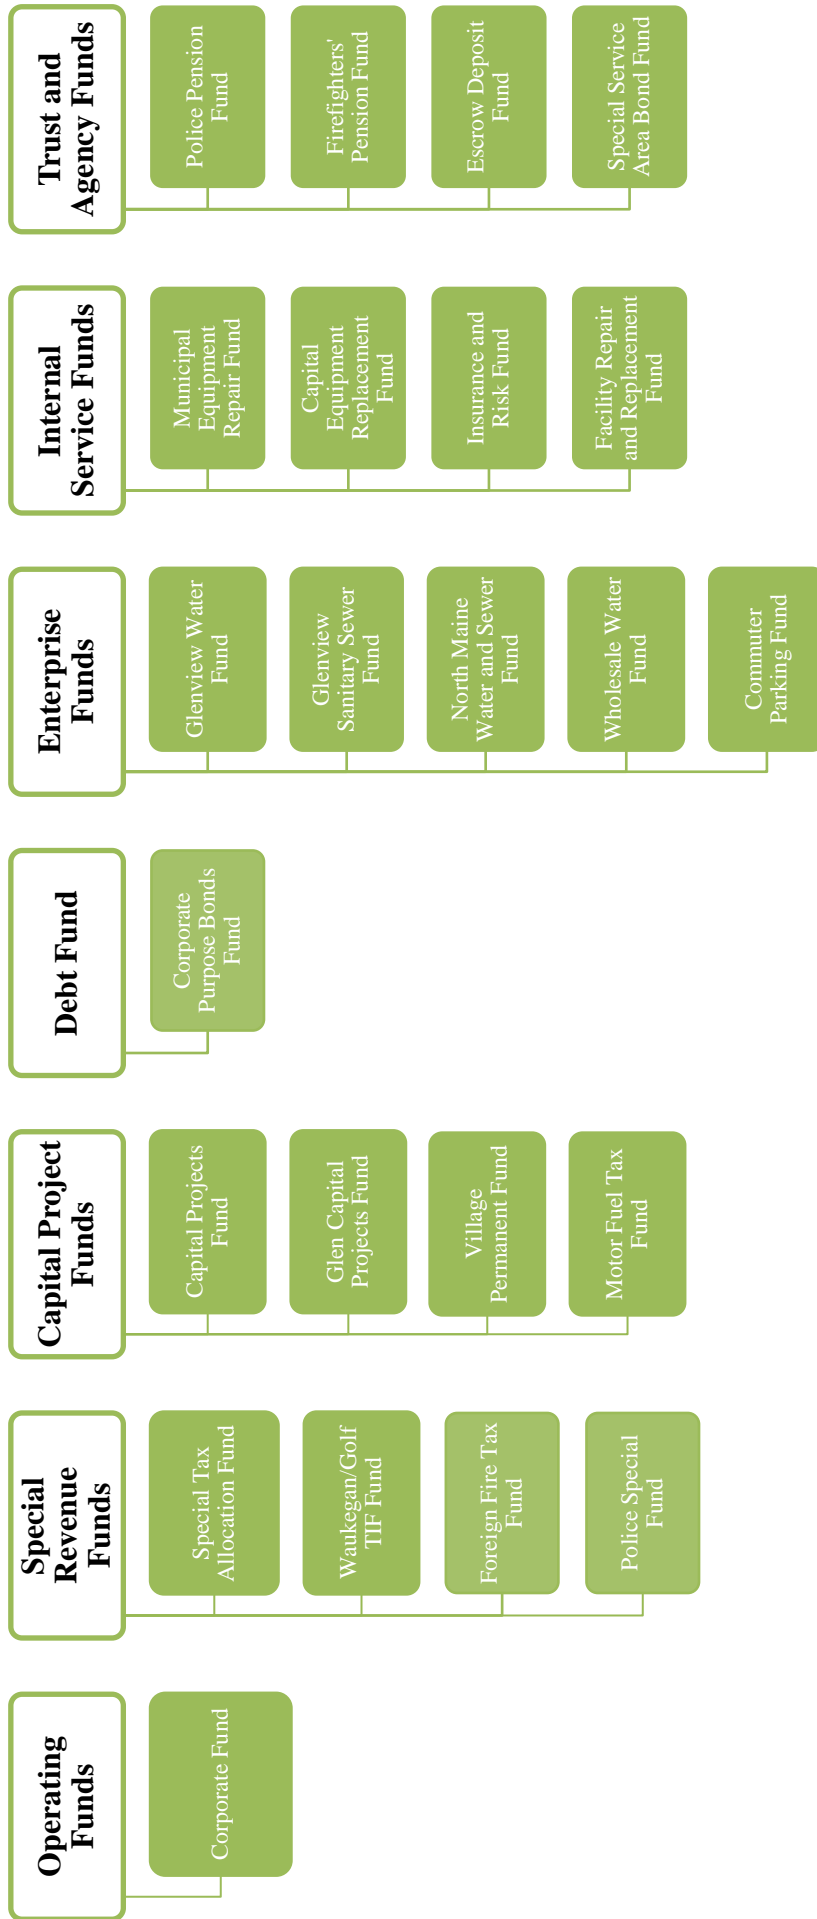 Operating
Funds
Corporate Fund
Special
Revenue
Funds
Special Tax
Allocation Fund
Waukegan/Golf
TIF Fund
Foreign Fire Tax
Fund
Police Special
Fund
Capital Project
Funds
Capital Projects
Fund
Glen Capital
Projects Fund
Village
Permanent Fund
Motor Fuel Tax
Fund
Debt Fund
Corporate
Purpose Bonds
Fund
Enterprise
Funds
Glenview Water
Fund
Glenview
Sanitary Sewer
Fund
North Maine
Water and Sewer
Fund
Wholesale Water
Fund
Commuter
Parking Fund
Internal
Service Funds
Municipal
Equipment
Repair Fund
Capital
Equipment
Replacement
Fund
Insurance and
Risk Fund
Facility Repair
and Replacement
Fund
Trust and
Agency Funds
Police Pension
Fund
Firefighters'
Pension Fund
Escrow Deposit
Fund
Special Service
Area Bond Fund